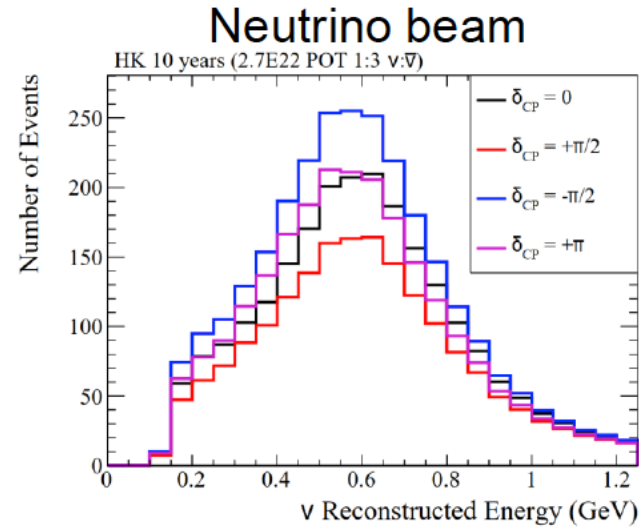 Neutrino beam
HK 10 years (2.7E22 POT 1:3 ν:ν̅)
Number of Events
250
200
150
100
50
0
δCP = 0
δCP = +π/2
δCP = -π/2
δCP = +π
0 0.2 0.4 0.6 0.8 1 1.2
ν Reconstructed Energy (GeV)